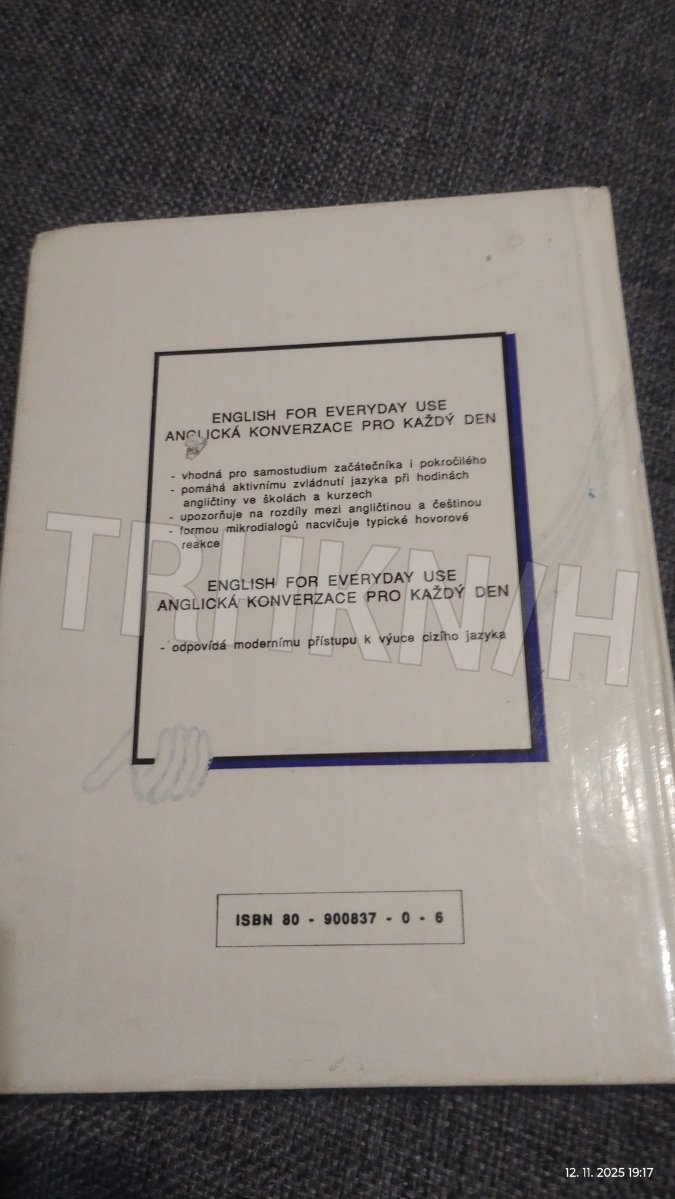 ENGLISH FOR EVERYDAY USE
ANGLICKÁ KONVERZACE PRO KAŽDÝ DEN
- vhodná pro samostudium začátečníka i pokročilého
- pomáhá aktivnímu zvládnutí jazyka při hodinách
angličtiny ve školách a kurzech
- upozorňuje na rozdíly mezi angličtinou a češtinou
- formou mikrodialogů nacvičuje typické hovorové
reakce
ENGLISH FOR EVERYDAY USE
ANGLICKÁ KONVERZACE PRO KAŽDÝ DEN
- odpovídá modernímu přístupu k výuce cizího jazyka
ISBN 80 - 900837 - 0 - 6
12. 11. 2025 19:17